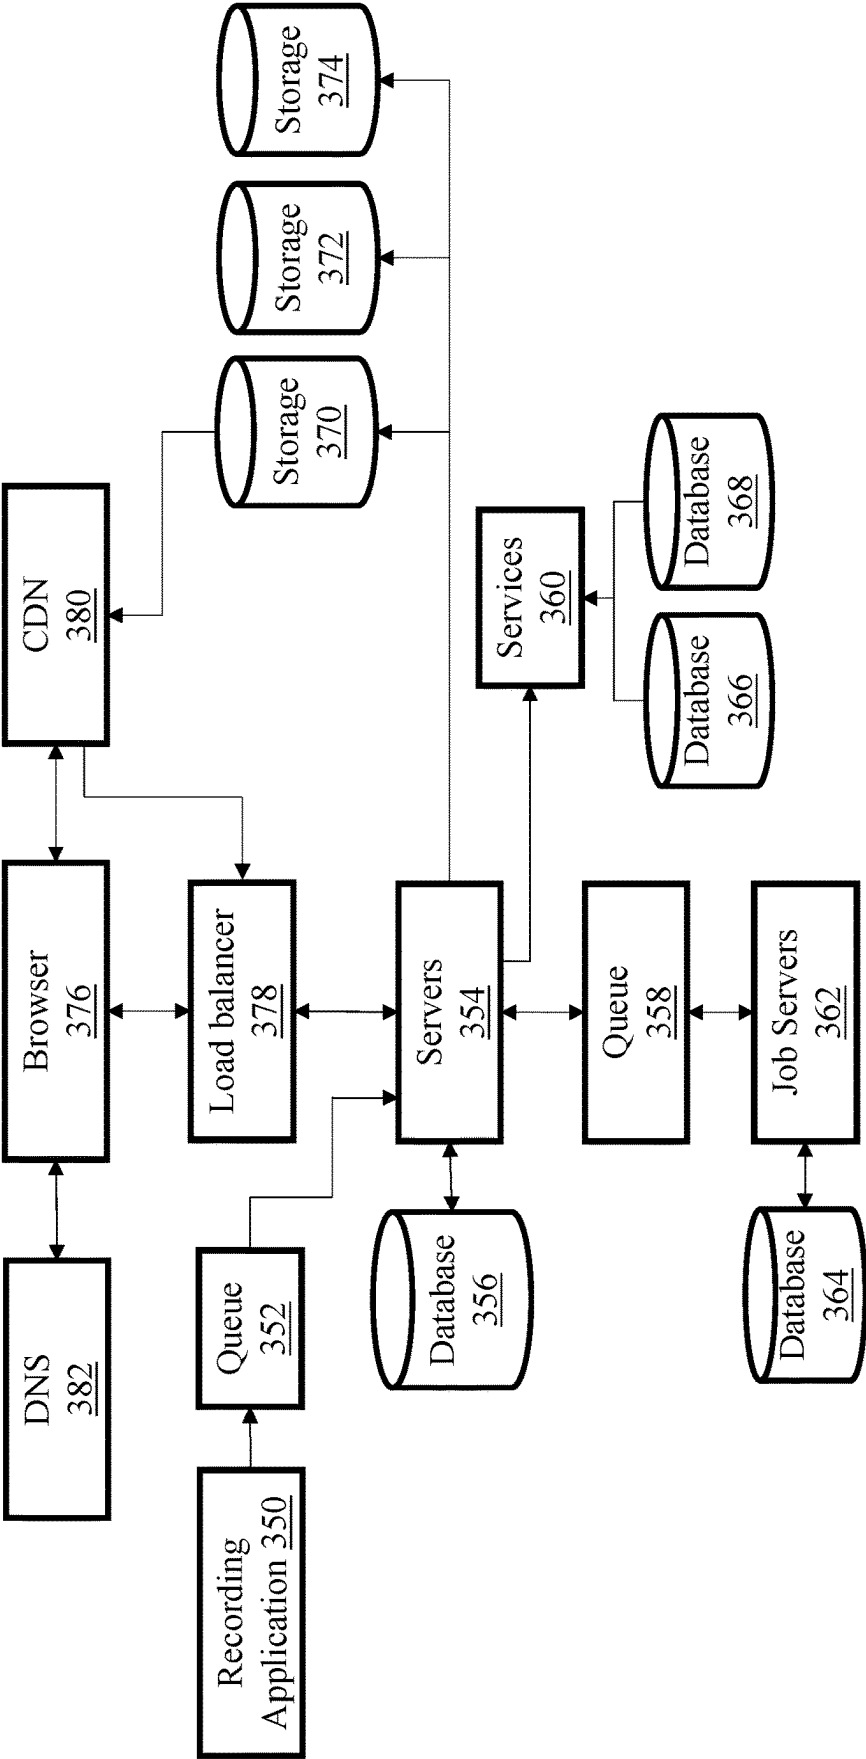 DNS
382
Browser
376
CDN
380
Recording
Application 350
Queue
352
Load balancer
378
Storage
370
Storage
372
Storage
374
Database
356
Servers
354
Services
360
Queue
358
Database
366
Database
368
Database
364
Job Servers
362